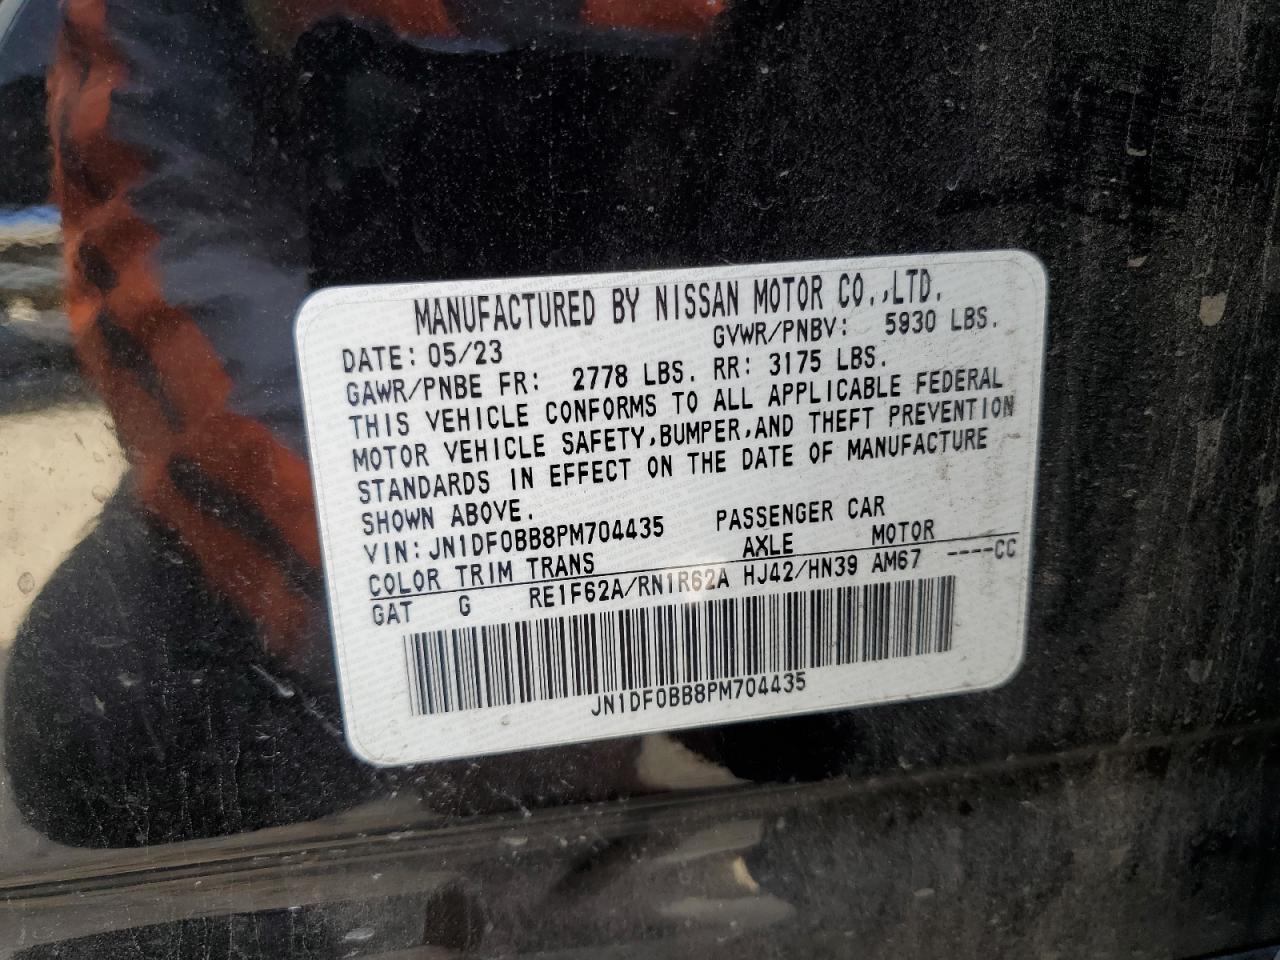 MANUFACTURED BY NISSAN MOTOR CO.,LTD.
DATE: 05/23 GVWR/PNBV: 5930 LBS.
GAWR/PNBE FR: 2778 LBS. RR: 3175 LBS.
THIS VEHICLE CONFORMS TO ALL APPLICABLE FEDERAL
MOTOR VEHICLE SAFETY,BUMPER,AND THEFT PREVENTION
STANDARDS IN EFFECT ON THE DATE OF MANUFACTURE
SHOWN ABOVE.
VIN: JN1DF0BB8PM704435 PASSENGER CAR
COLOR TRIM TRANS AXLE MOTOR
GAT G RE1F62A/RN1R62A HJ42/HN39 AM67 ----CC
JN1DF0BB8PM704435